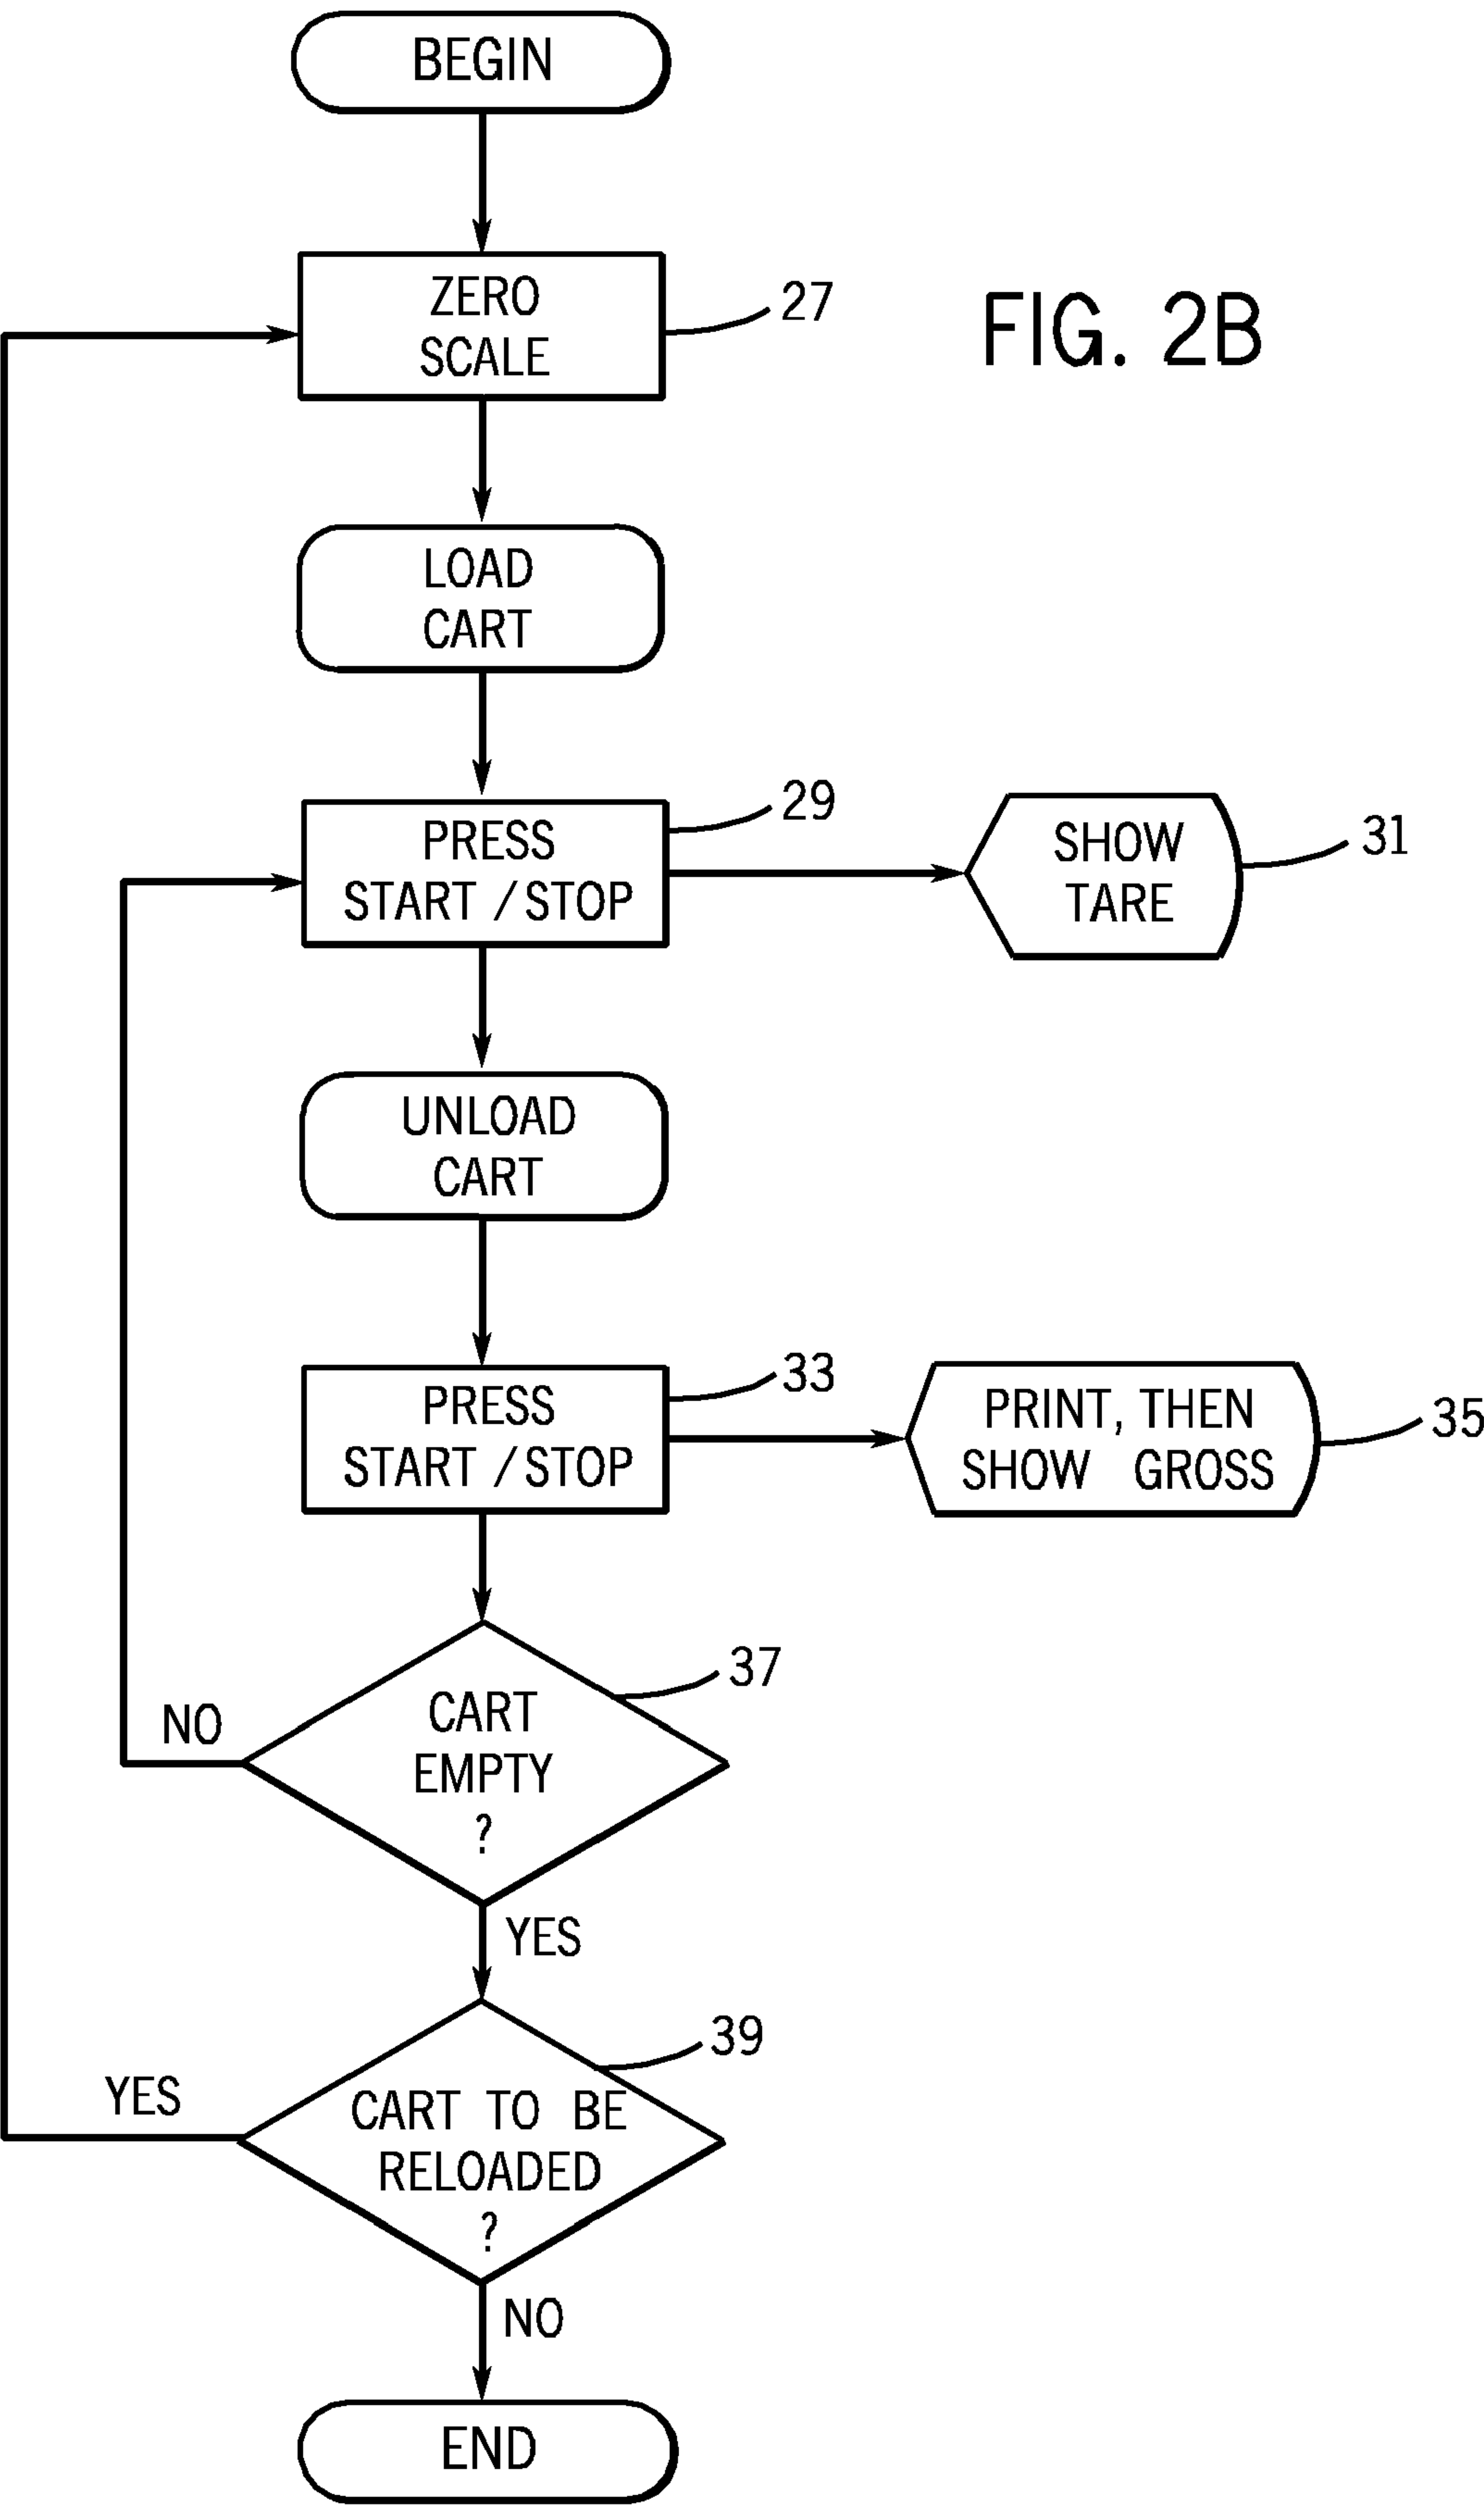 BEGIN
ZERO
SCALE
27
FIG. 2B
LOAD
CART
PRESS
START/STOP
29
SHOW
TARE
31
UNLOAD
CART
PRESS
START/STOP
33
PRINT, THEN
SHOW GROSS
35
CART
EMPTY
?
37
NO
YES
CART TO BE
RELOADED
?
39
YES
NO
END